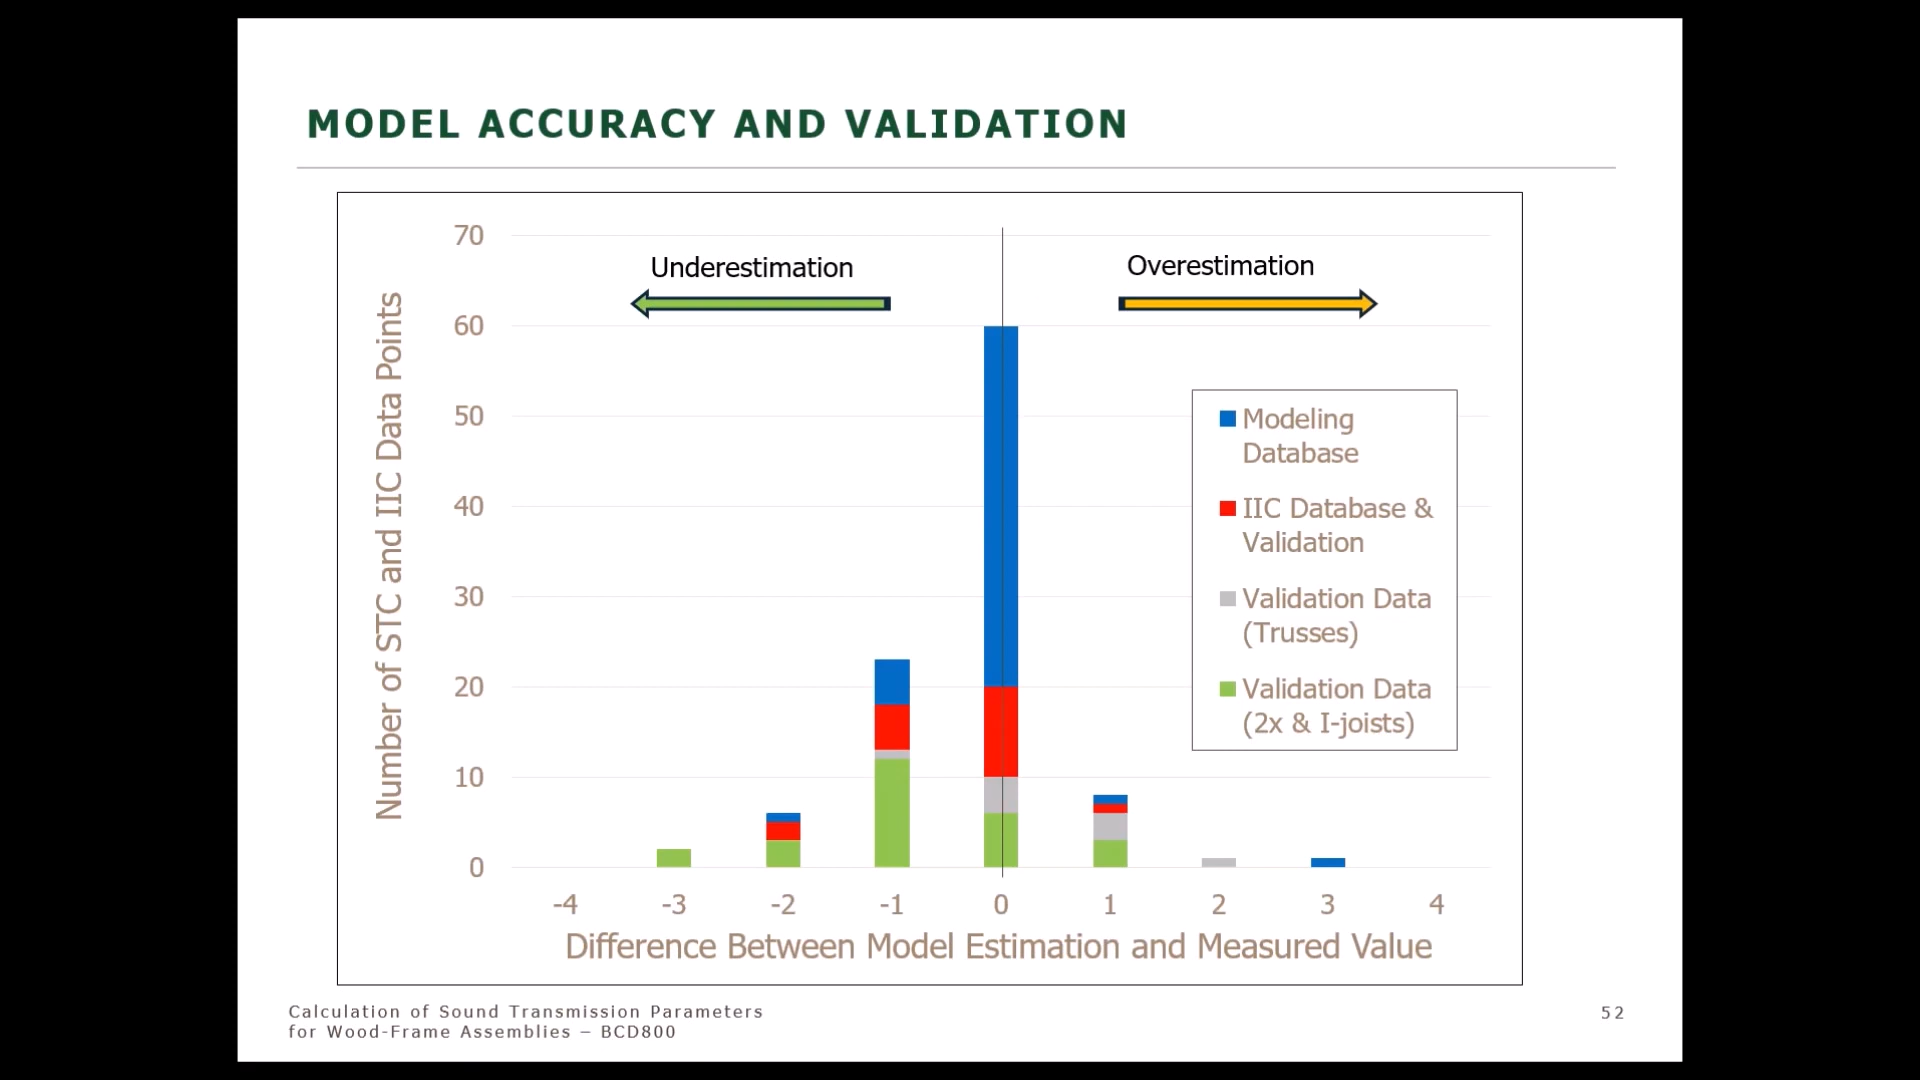 MODEL ACCURACY AND VALIDATION
Number of STC and IIC Data Points
70
60
50
40
30
20
10
0
Underestimation
Overestimation
Modeling
Database
IIC Database &
Validation
Validation Data
(Trusses)
Validation Data
(2x & I-joists)
-4 -3 -2 -1 0 1 2 3 4
Difference Between Model Estimation and Measured Value
Calculation of Sound Transmission Parameters
for Wood-Frame Assemblies – BCD800
52